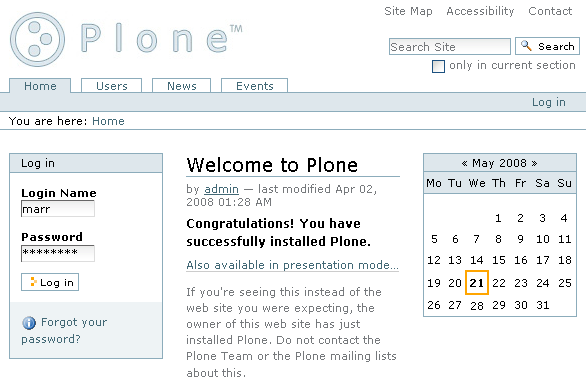 Site Map Accessibility Contact
Plone™
Search Site Search
only in current section
Home Users News Events
Log in
You are here: Home
Log in
Login Name
marr
Password
********
Log in
Forgot your
password?
Welcome to Plone
by admin — last modified Apr 02,
2008 01:28 AM
Congratulations! You have
successfully installed Plone.
Also available in presentation mode...
If you're seeing this instead of the
web site you were expecting, the
owner of this web site has just
installed Plone. Do not contact the
Plone Team or the Plone mailing lists
about this.
« May 2008 »
Mo Tu We Th Fr Sa Su
1 2 3 4
5 6 7 8 9 10 11
12 13 14 15 16 17 18
19 20 21 22 23 24 25
26 27 28 29 30 31